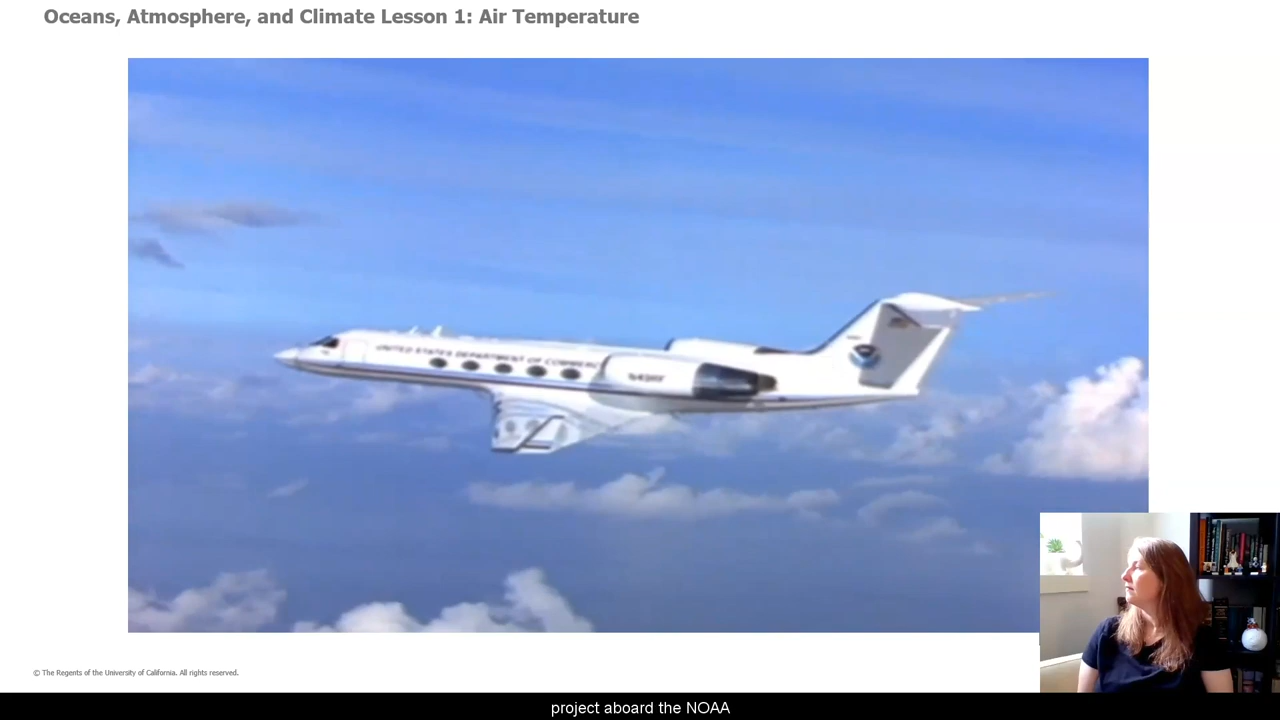 Oceans, Atmosphere, and Climate Lesson 1: Air Temperature
UNITED STATES DEPARTMENT OF COMMERCE
N49RF
© The Regents of the University of California. All rights reserved.
project aboard the NOAA